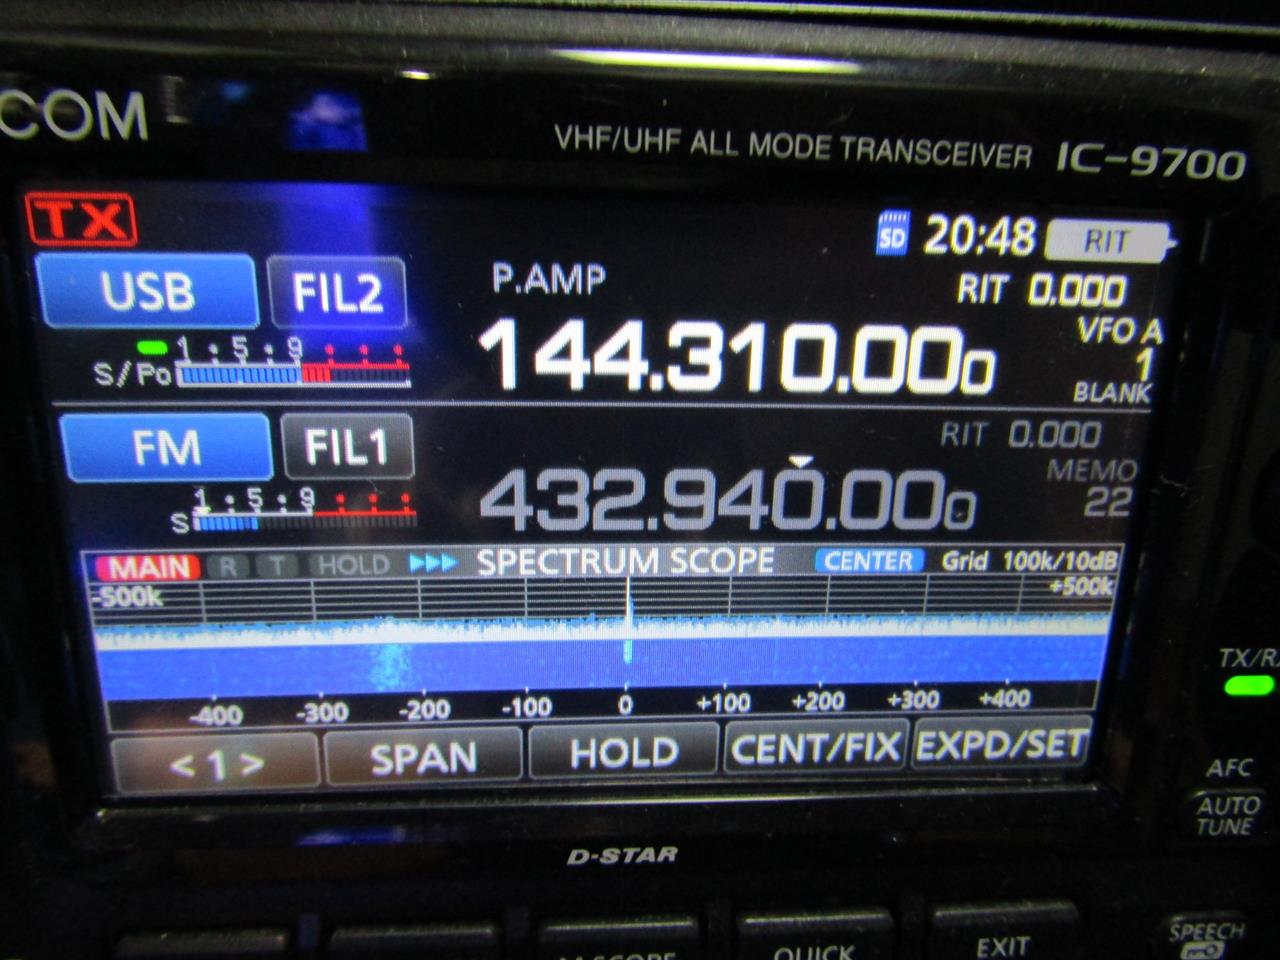 COM
VHF/UHF ALL MODE TRANSCEIVER IC-9700
TX
SD 20:48 RIT
USB FIL2 P.AMP RIT 0.000
VFO A
1 : 5 : 9 144.310.000 1
S/Po
BLANK
FM FIL1 RIT 0.000
MEMO
1 : 5 : 9 432.940.000 22
S
MAIN R T HOLD SPECTRUM SCOPE CENTER Grid 100k/10dB
-500k +500k
-400 -300 -200 -100 0 +100 +200 +300 +400
< 1 > SPAN HOLD CENT/FIX EXPD/SET
TX/R
AFC
AUTO
TUNE
D-STAR
QUICK EXIT SPEECH